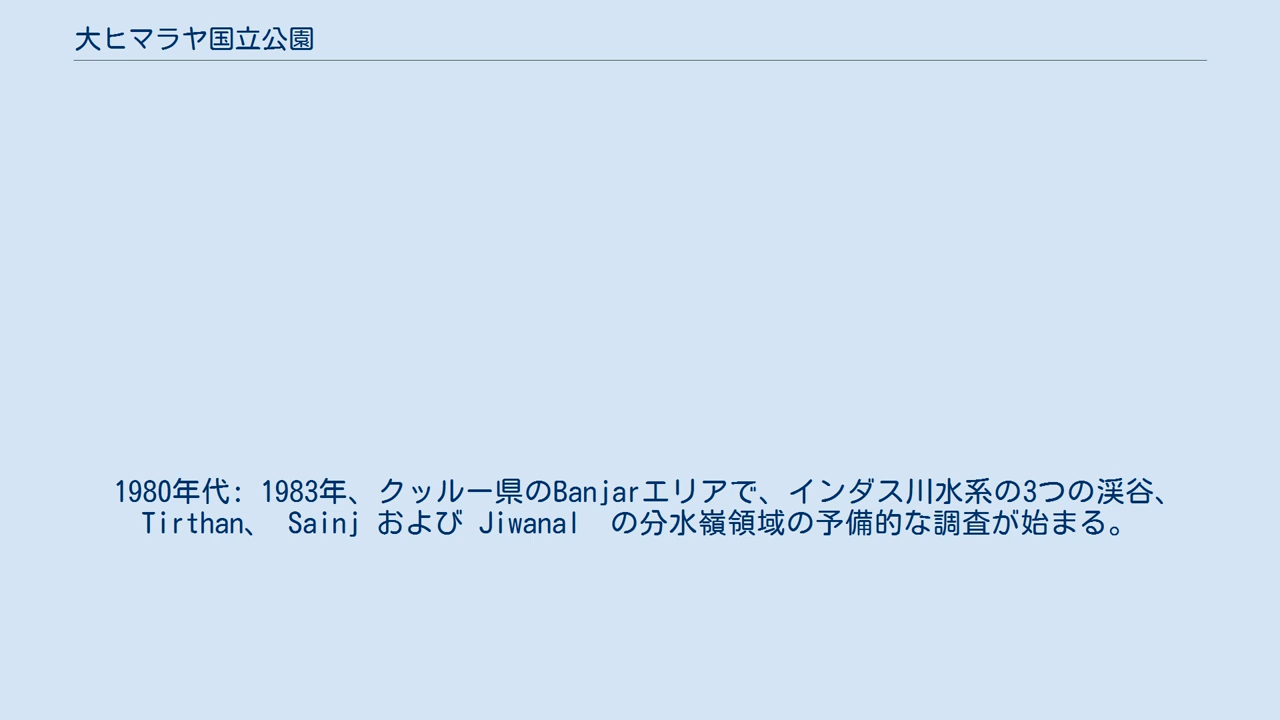 大ヒマラヤ国立公園
1980年代: 1983年、クッルー県のBanjarエリアで、インダス川水系の3つの渓谷、
Tirthan、 Sainj および Jiwanal　の分水嶺領域の予備的な調査が始まる。